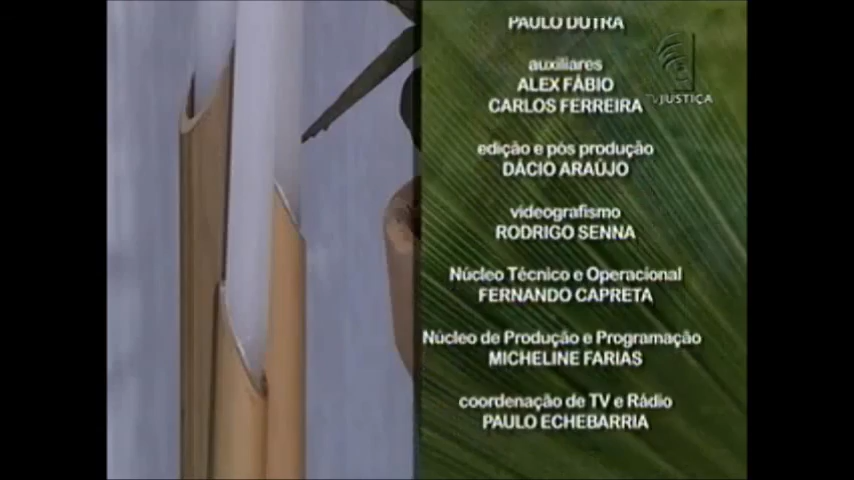 PAULO DUTRA
auxiliares
ALEX FÁBIO
CARLOS FERREIRA
TVJUSTIÇA
edição e pós produção
DÁCIO ARAÚJO
videografismo
RODRIGO SENNA
Núcleo Técnico e Operacional
FERNANDO CAPRETA
Núcleo de Produção e Programação
MICHELINE FARIAS
coordenação de TV e Rádio
PAULO ECHEBARRIA